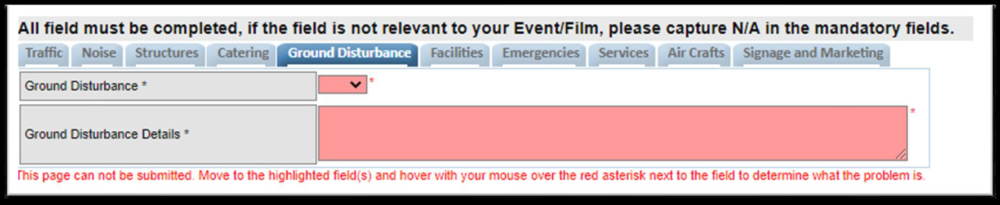 All field must be completed, if the field is not relevant to your Event/Film, please capture N/A in the mandatory fields.
Traffic Noise Structures Catering Ground Disturbance Facilities Emergencies Services Air Crafts Signage and Marketing
Ground Disturbance * *
Ground Disturbance Details * *
This page can not be submitted. Move to the highlighted field(s) and hover with your mouse over the red asterisk next to the field to determine what the problem is.